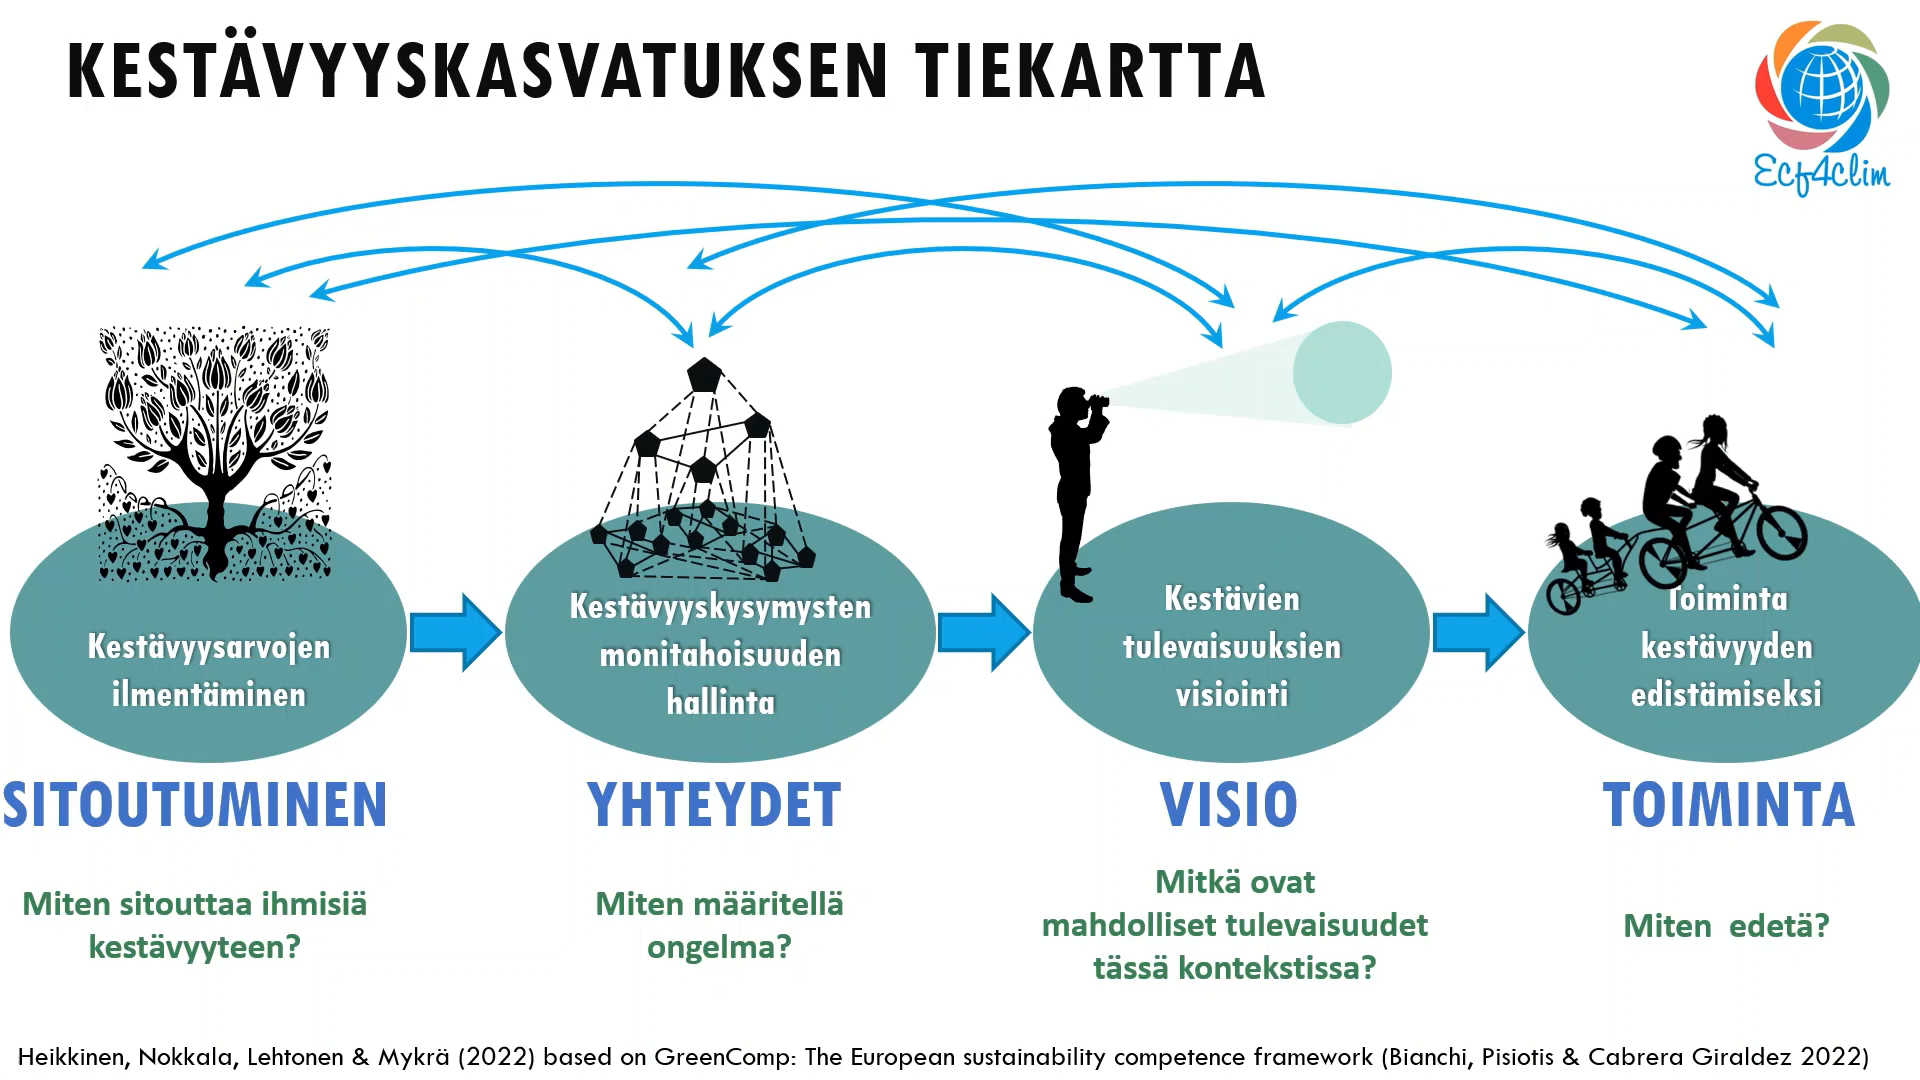 KESTÄVYYSKASVATUKSEN TIEKARTTA
Ecf4clim
Kestävyysarvojen
ilmentäminen
Kestävyyskysymysten
monitahoisuuden
hallinta
Kestävien
tulevaisuuksien
visiointi
Toiminta
kestävyyden
edistämiseksi
SITOUTUMINEN
YHTEYDET
VISIO
TOIMINTA
Miten sitouttaa ihmisiä
kestävyyteen?
Miten määritellä
ongelma?
Mitkä ovat
mahdolliset tulevaisuudet
tässä kontekstissa?
Miten edetä?
Heikkinen, Nokkala, Lehtonen & Mykrä (2022) based on GreenComp: The European sustainability competence framework (Bianchi, Pisiotis & Cabrera Giraldez 2022)